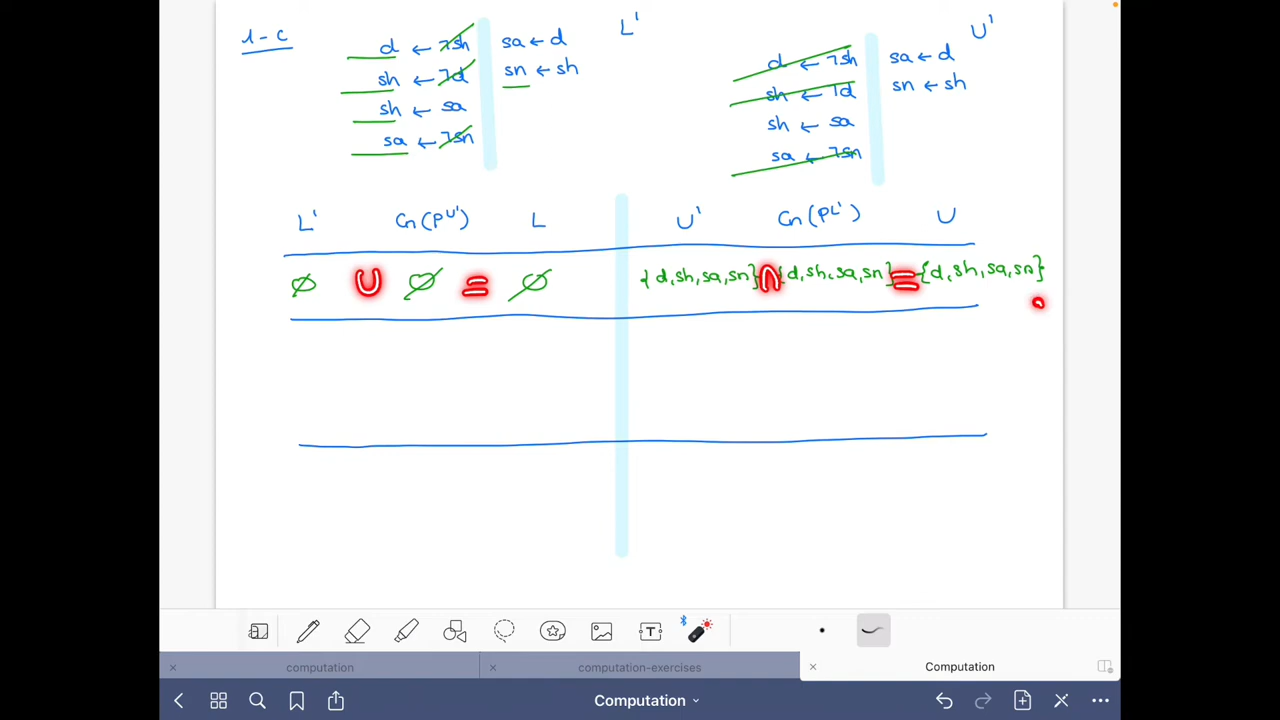 1-c
d ← ¬sh
sh ← ¬d
sh ← sa
sa ← ¬sn
sa ← d
sn ← sh
L'
U'
d ← ¬sh
sh ← ¬d
sh ← sa
sa ← ¬sn
sa ← d
sn ← sh
L' Cn(P^U') L U' Cn(P^L') U
∅ ∪ ∅ = ∅ {d,sh,sa,sn} ∩ {d,sh,sa,sn} = {d,sh,sa,sn}
T
× computation computation-exercises × Computation
Computation